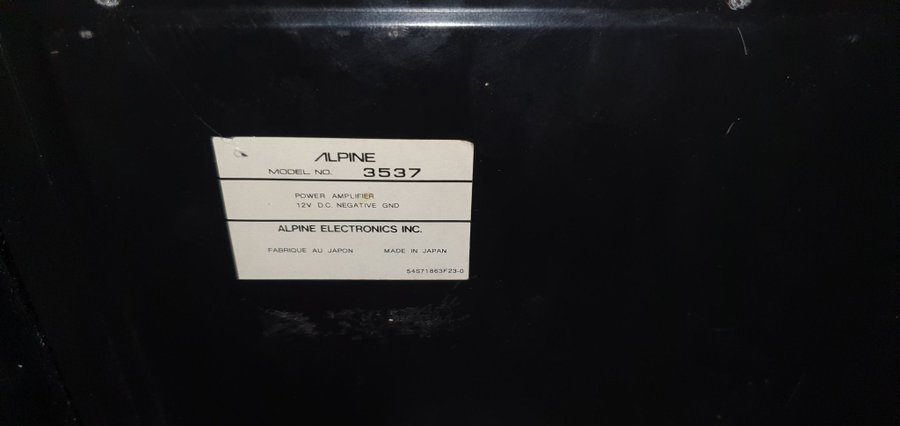 ALPINE
MODEL NO. 3537
POWER AMPLIFIER
12V D.C. NEGATIVE GND
ALPINE ELECTRONICS INC.
FABRIQUE AU JAPON MADE IN JAPAN
54S71863F23-0